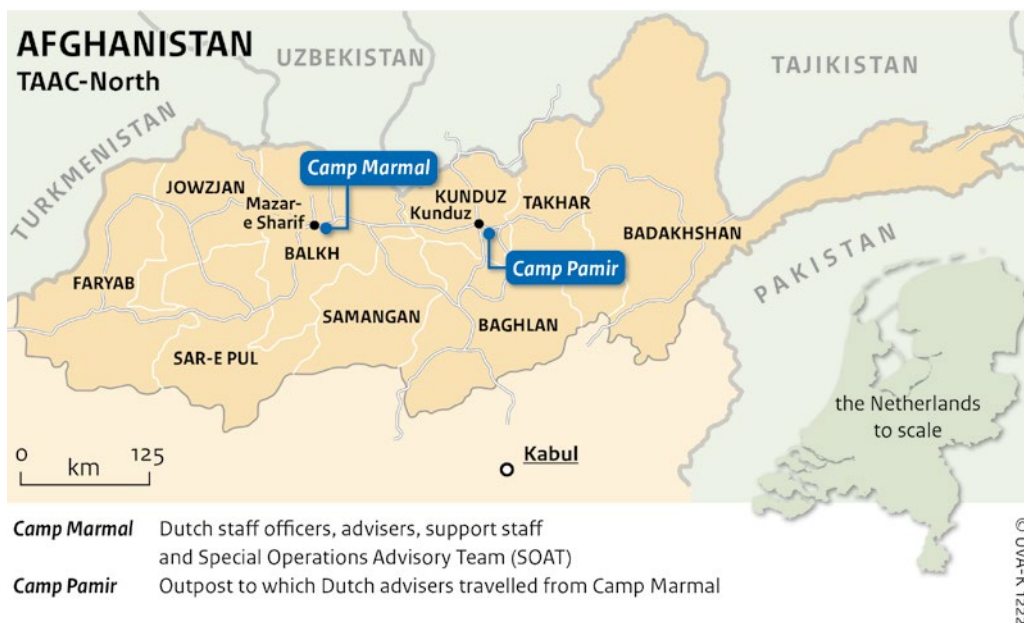 AFGHANISTAN
TAAC-North
UZBEKISTAN
TAJIKISTAN
TURKMENISTAN
Camp Marmal
JOWZJAN
Mazar-
e Sharif
BALKH
KUNDUZ
Kunduz
TAKHAR
BADAKHSHAN
Camp Pamir
PAKISTAN
FARYAB
SAMANGAN
BAGHLAN
SAR-E PUL
the Netherlands
to scale
0 125
km
Kabul
Camp Marmal Dutch staff officers, advisers, support staff
and Special Operations Advisory Team (SOAT)
Camp Pamir Outpost to which Dutch advisers travelled from Camp Marmal
© UvA-K 1222